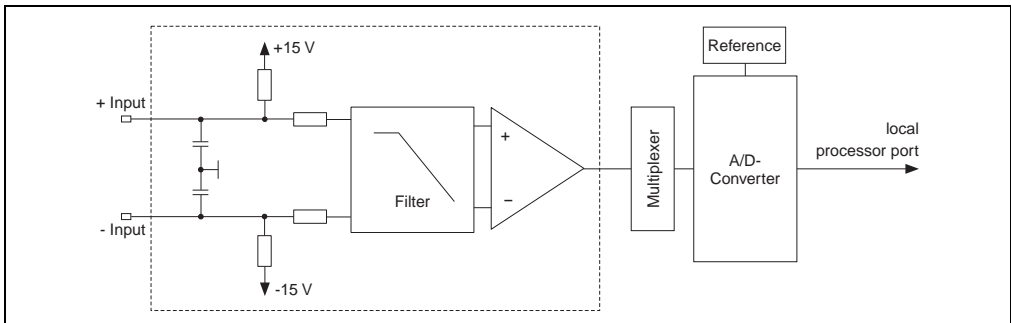 +15 V
Reference
+ Input
+
Filter
−
Multiplexer
A/D-
Converter
local
processor port
- Input
-15 V